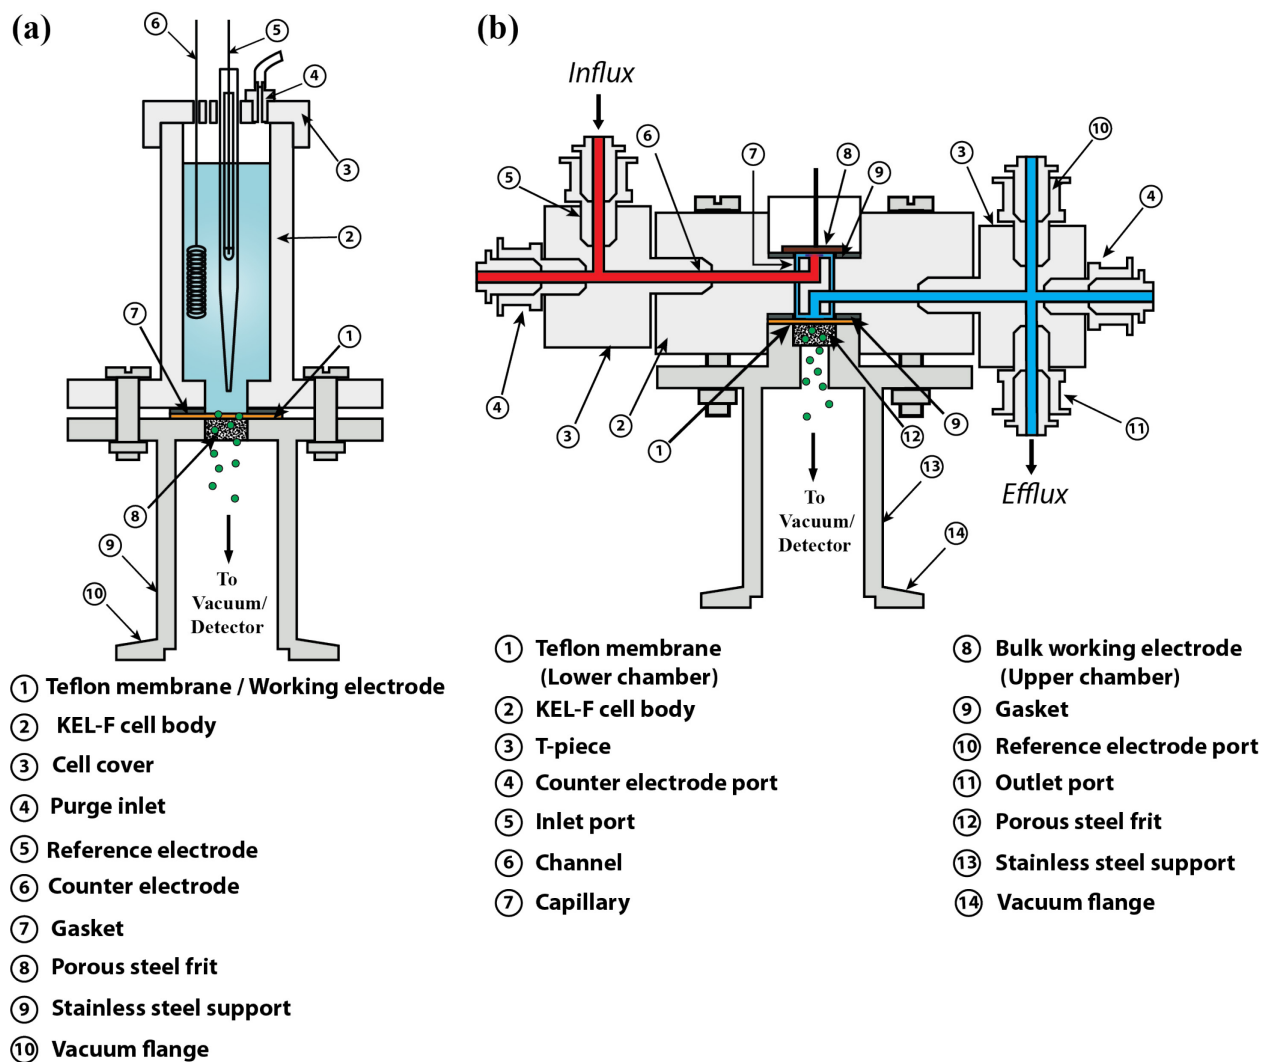 (a)
6
5
4
3
2
7
1
8
9
10
To
Vacuum/
Detector
1 Teflon membrane / Working electrode
2 KEL-F cell body
3 Cell cover
4 Purge inlet
5 Reference electrode
6 Counter electrode
7 Gasket
8 Porous steel frit
9 Stainless steel support
10 Vacuum flange
(b)
Influx
6
7
8
9
3
10
5
4
4
3
2
1
12
9
11
13
14
Efflux
To
Vacuum/
Detector
1 Teflon membrane
(Lower chamber)
2 KEL-F cell body
3 T-piece
4 Counter electrode port
5 Inlet port
6 Channel
7 Capillary
8 Bulk working electrode
(Upper chamber)
9 Gasket
10 Reference electrode port
11 Outlet port
12 Porous steel frit
13 Stainless steel support
14 Vacuum flange